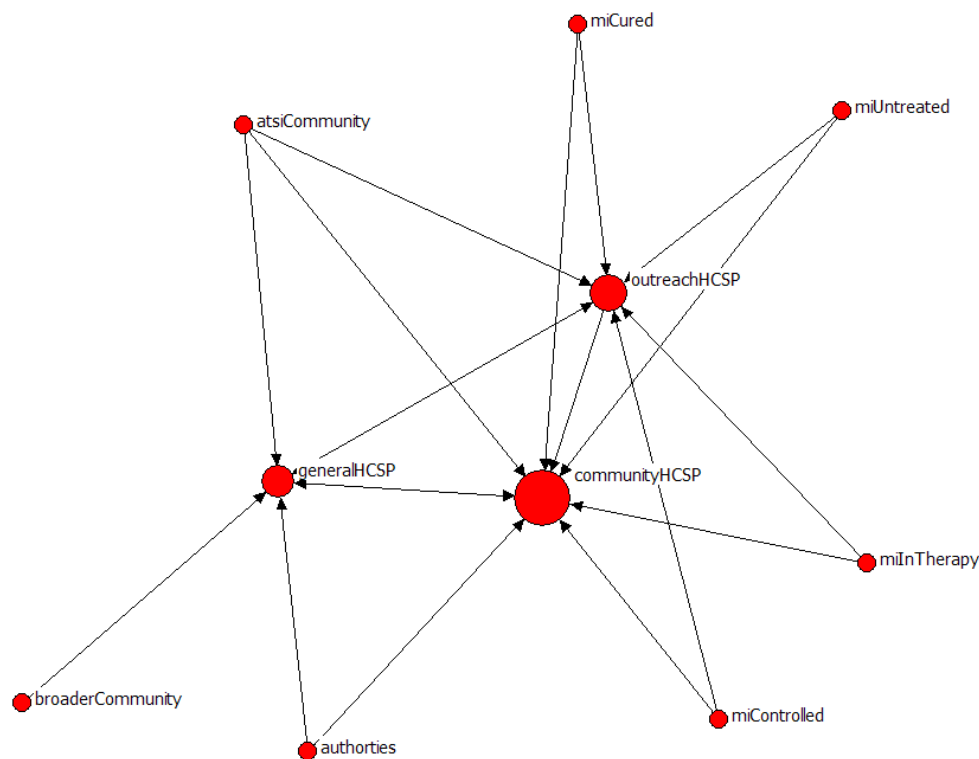 miCured
miUntreated
atsiCommunity
outreachHCSP
generalHCSP
communityHCSP
miInTherapy
broaderCommunity
miControlled
authorties